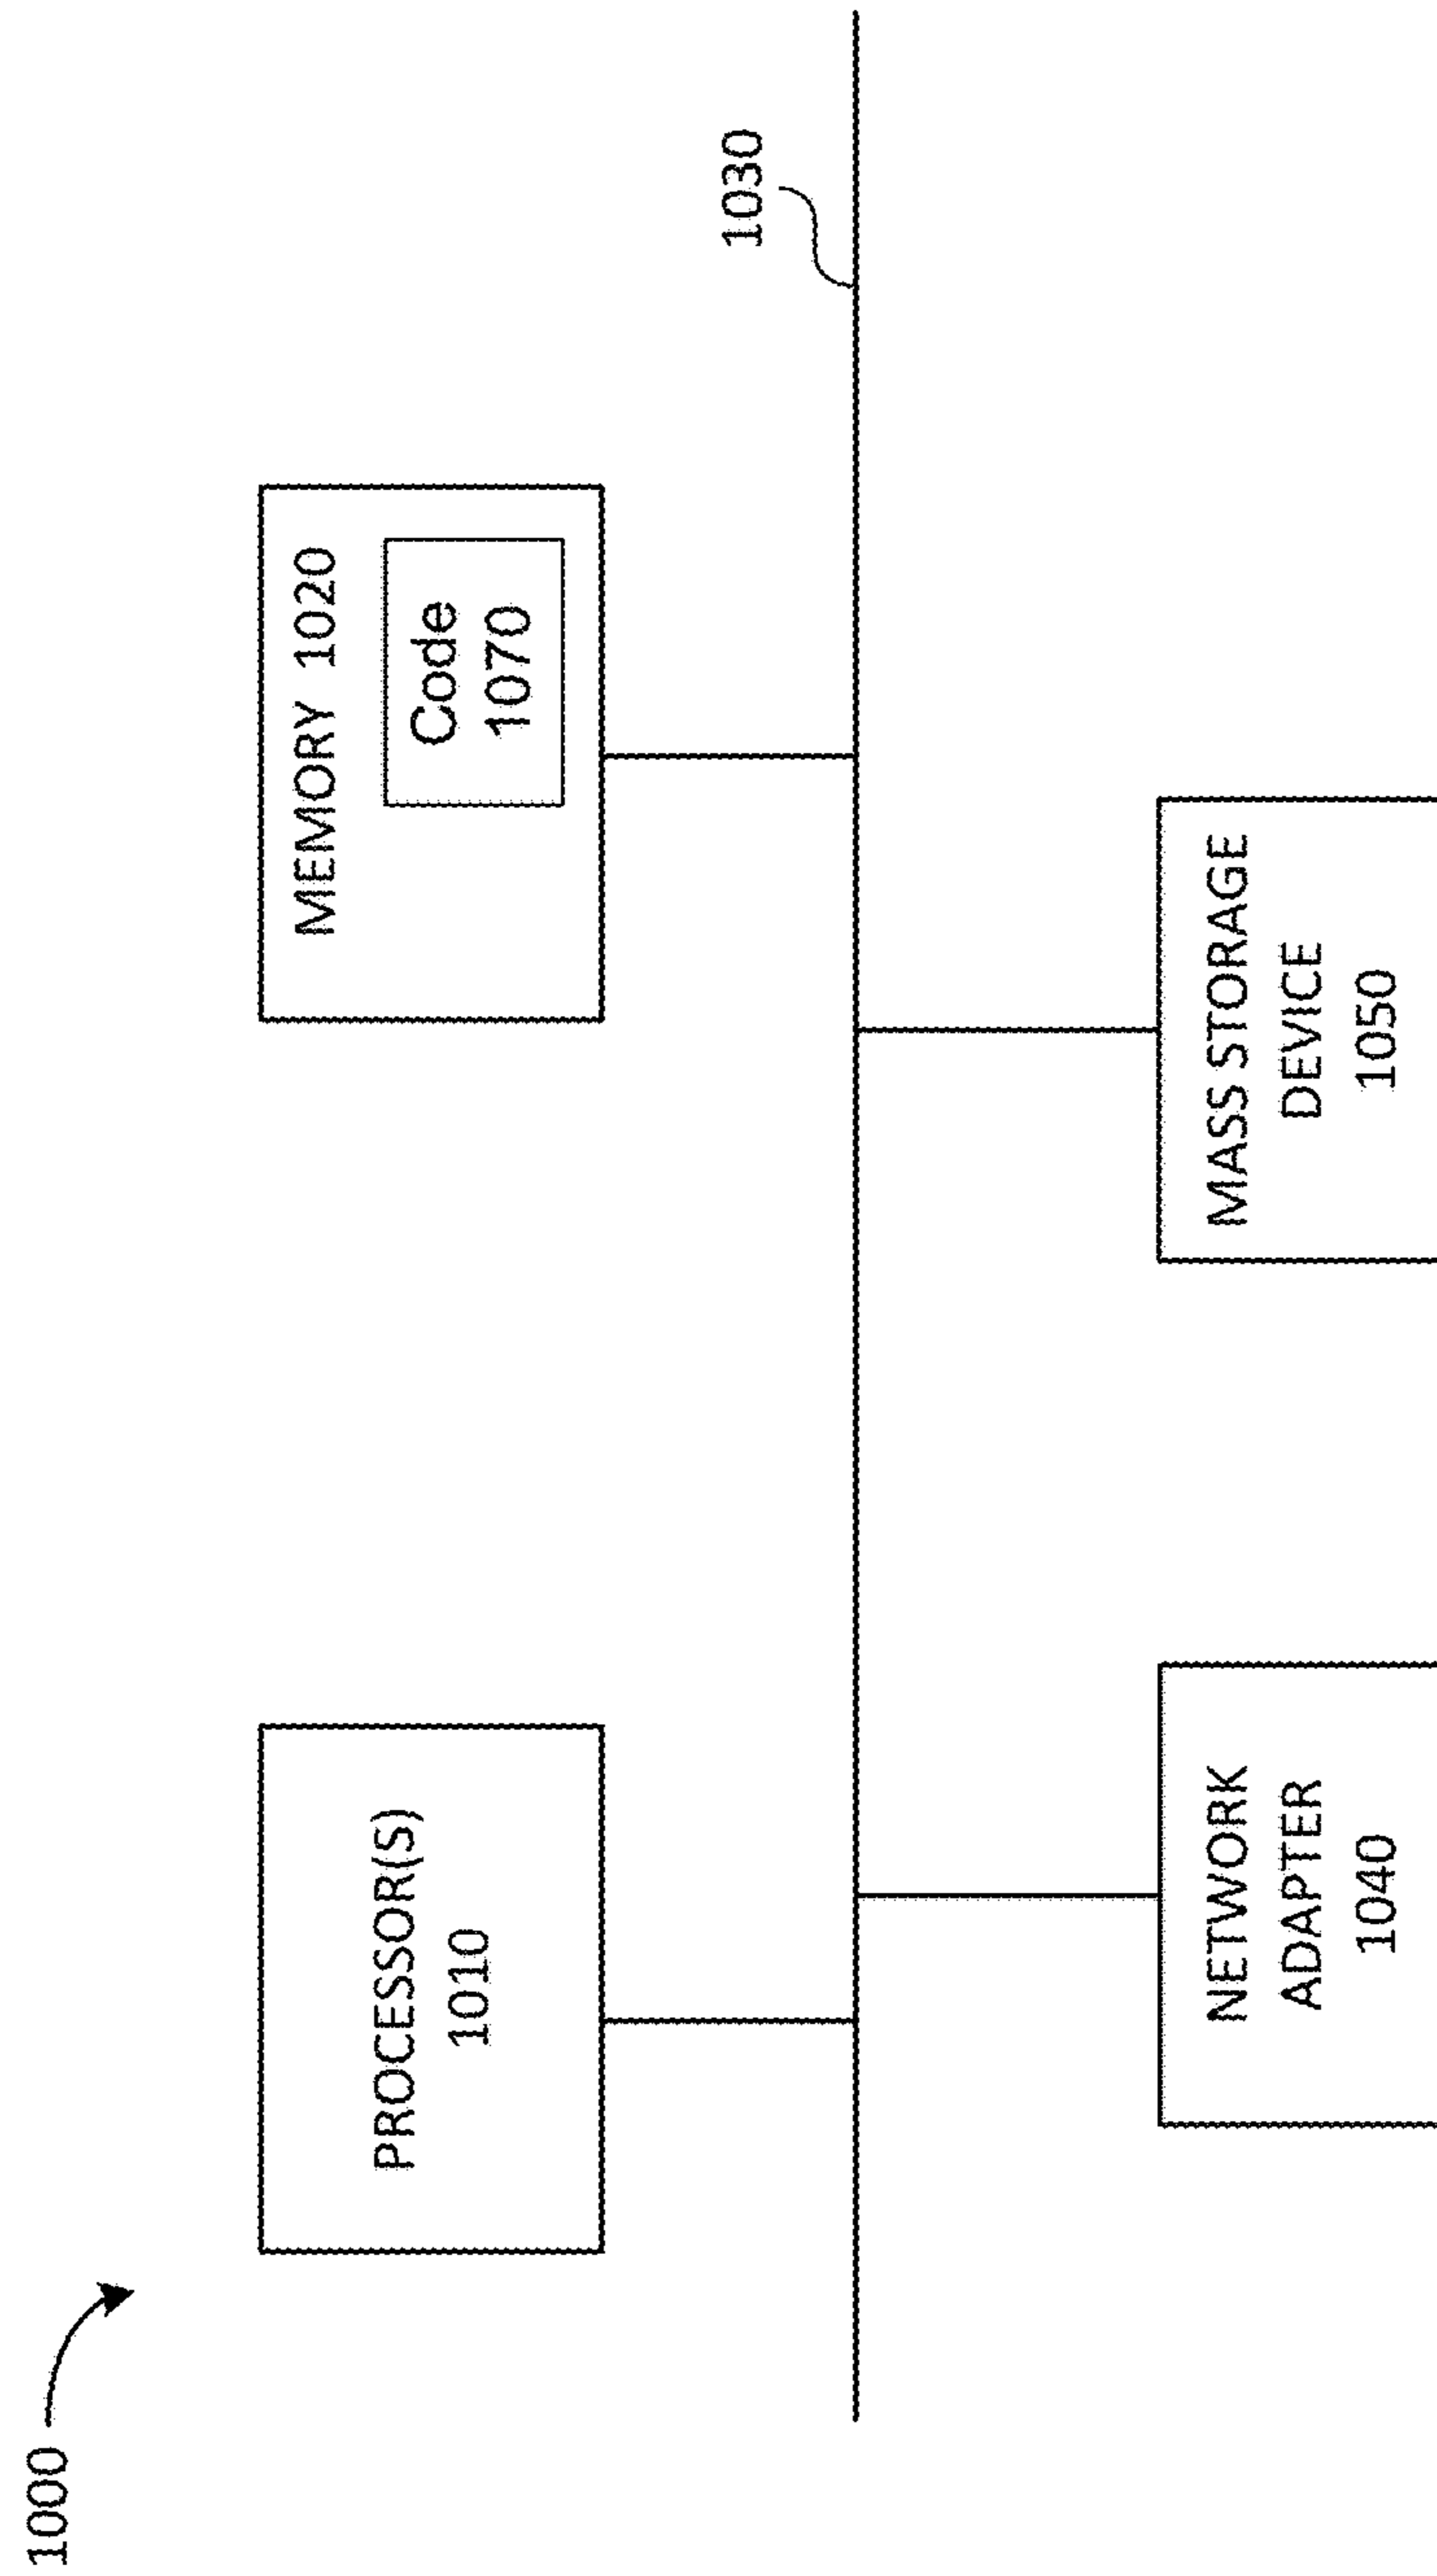 1000
PROCESSOR(S)
1010
MEMORY 1020
Code
1070
1030
NETWORK
ADAPTER
1040
MASS STORAGE
DEVICE
1050